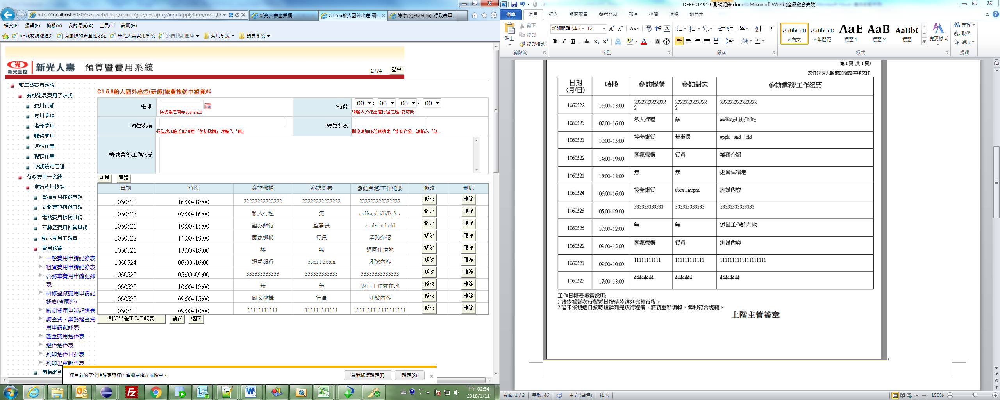 http://localhost:8080/exp_web/faces/kernel/gae/expapply/inputapplyform/ovsa
新光人壽企業網
C1.5.6輸入國外出差(研...
涂宇欣(EC0416)-行政表單...
檔案(F) 編輯(E) 檢視(V) 我的最愛(A) 工具(T) 說明(H)
hp耗材調漲通知 有風險的安全性設定 新光人壽費用系統 網頁快訊圖庫 費用系統 預算系統
新光金控 新光人壽 預算暨費用系統
12774 登出
預算暨費用系統
有核定表費用子系統
費用資訊
費用處理
名冊處理
帳務處理
月結作業
稅務作業
系統設定管理
行政費用子系統
申請費用核銷
醫檢費用核銷申請
研修差旅核銷申請
電話費用核銷申請
不動產費用核銷申請
輸入費用申請單
費用送審
一般費用申請記錄表
租賃費用申請記錄表
公務車費用申請記錄
表
研修差旅費用申請記
錄表(含國外)
廠商費用申請記錄表
調查費、業務稽查費
用申請記錄表
產生費用送件表
退件送件表
列印送件日計表
列印出差報告表
團購網費
C1.5.6輸入國外出差(研修)旅費核銷申請資料
*日期 格式為民國年yyymmdd
*時段 00 : 00 00 ~ 00
請輸入公務出差行程之起~訖時間
*參訪機構
欄位請加註若無特定「參訪機構」請輸入「無」
*參訪對象
欄位請加註若無特定「參訪對象」請輸入「無」
*參訪業務/工作紀要
新增 重設
日期 時段 參訪機構 參訪對象 參訪業務/工作紀要 修改 刪除
1060522 16:00~18:00 22222222222222 22222222222222 222222222222222 修改 刪除
1060523 07:00~16:00 私人行程 無 asdfsagd j;lj;'lk;'k;; 修改 刪除
1060521 10:00~15:00 證券銀行 董事長 apple and old 修改 刪除
1060522 14:00~19:00 國家機構 行員 業務介紹 修改 刪除
1060521 13:00~18:00 無 無 返回住宿地 修改 刪除
1060524 06:00~16:00 證券銀行 ebcn l iropm 測試內容 修改 刪除
1060525 05:00~09:00 333333333333 333333333333 33333333333333 修改 刪除
1060525 10:00~12:00 無 無 返回工作駐在地 修改 刪除
1060522 09:00~15:00 國家機構 行員 測試內容 修改 刪除
1060521 09:00~10:00 11111111111 111111111111 1111111111111111111 修改 刪除
列印出差工作日報表 儲存 返回
您目前的安全性設定讓您的電腦暴露在風險中。 為我修復設定(F) 設定(S)
下午 02:54
2018/1/11
DEFECT4919_測試紀錄.docx - Microsoft Word (產品啟動失敗)
檔案 常用 插入 版面配置 參考資料 郵件 校閱 檢視 增益集
貼上 剪下 複製 複製格式 剪貼簿
新細明體 (本文 12 字型
段落
AaBbCcD AaBbCcD AaBb AaB AaBbC
內文 無間距 標題 1 標題 2 標題
樣式 變更樣式
尋找 取代 選取 編輯
第 1 頁 (共 1 頁)
文件持有人請嚴加管控本項文件
日期 時段 參訪機構 參訪對象 參訪業務/工作紀要
(月/日)
1060522 16:00~18:00 2222222222222 2222222222222 222222222222222
2 2
1060523 07:00~16:00 私人行程 無 asdfsagd j;lj;'lk;'k;;
1060521 10:00~15:00 證券銀行 董事長 apple and old
1060522 14:00~19:00 國家機構 行員 業務介紹
1060521 13:00~18:00 無 無 返回住宿地
1060524 06:00~16:00 證券銀行 ebcn l iropm 測試內容
1060525 05:00~09:00 333333333333 333333333333 33333333333333
1060525 10:00~12:00 無 無 返回工作駐在地
1060522 09:00~15:00 國家機構 行員 測試內容
1060521 09:00~10:00 11111111111 111111111111 1111111111111111111
1060523 17:00~18:00 44444444 4444444 44444444
工作日報表填寫說明:
1.請依據當次行程逐日按時段詳列完整行程。
2.若未依規逐日按時段詳列完成行程者，將請重新填報，俾利符合規範。
上階主管簽章
頁面: 1 / 2 字數: 46 中文 (台灣) 插入 150%